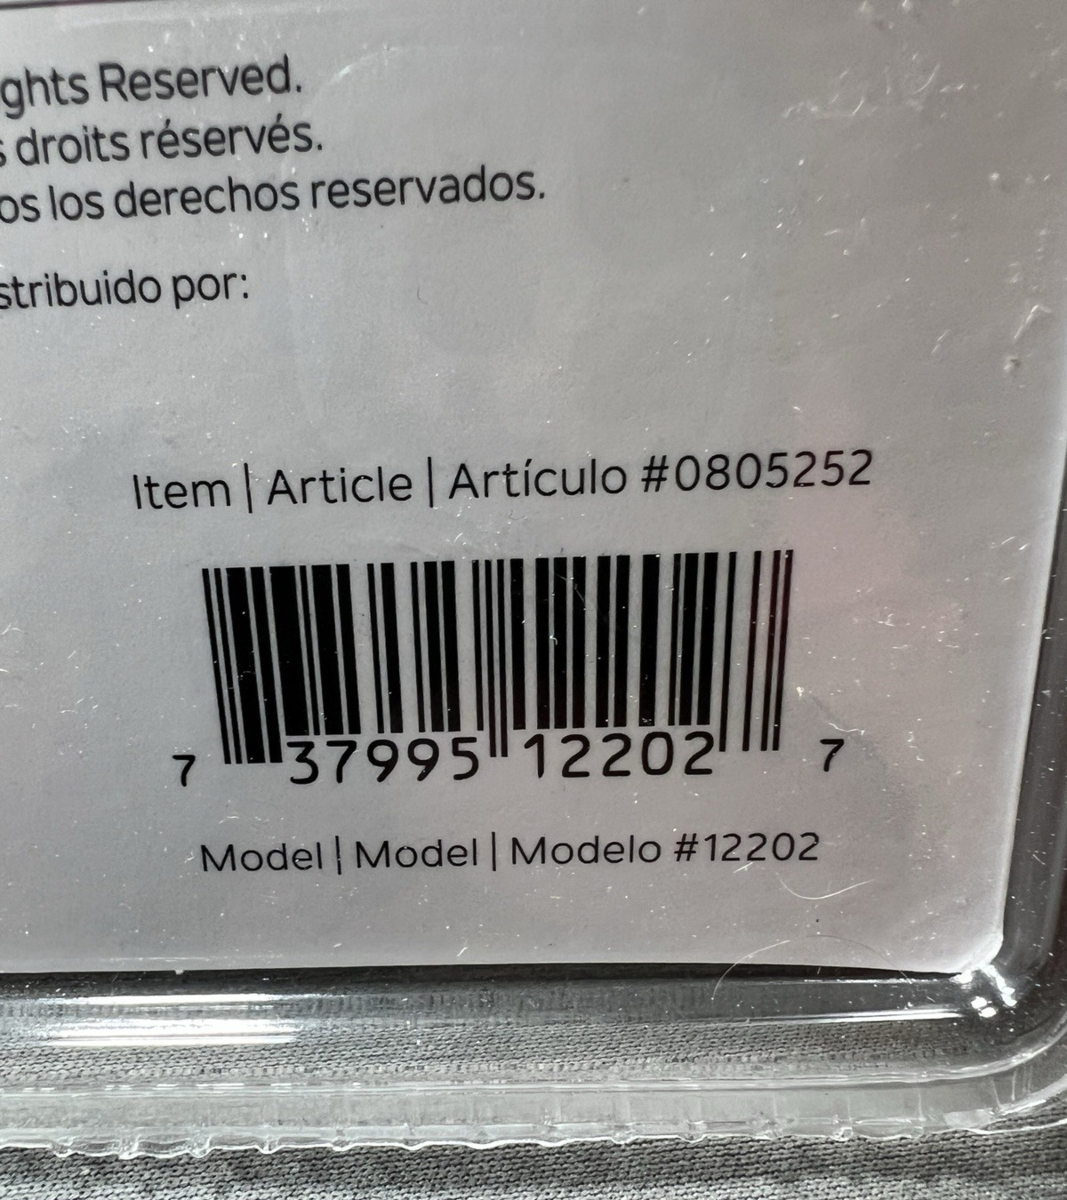 ghts Reserved.
s droits réservés.
os los derechos reservados.
stribuido por:
Item | Article | Artículo #0805252
7 37995 12202 7
Model | Model | Modelo #12202